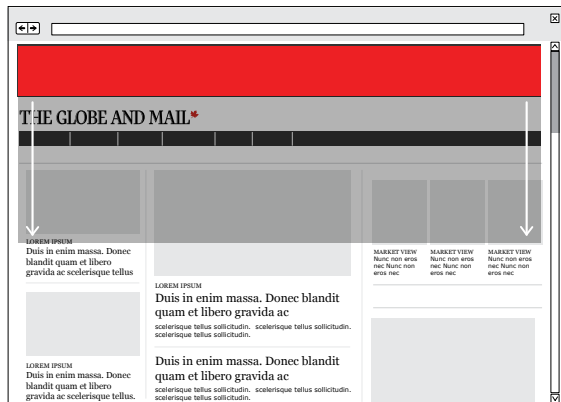 THE GLOBE AND MAIL
LOREM IPSUM
Duis in enim massa. Donec
blandit quam et libero
gravida ac scelerisque tellus
LOREM IPSUM
Duis in enim massa. Donec
blandit quam et libero
gravida ac scelerisque tellus.
LOREM IPSUM
Duis in enim massa. Donec blandit
quam et libero gravida ac
scelerisque tellus sollicitudin. scelerisque tellus sollicitudin.
scelerisque tellus sollicitudin.
Duis in enim massa. Donec blandit
quam et libero gravida ac
scelerisque tellus sollicitudin. scelerisque tellus sollicitudin.
scelerisque tellus sollicitudin.
MARKET VIEW
Nunc non eros
nec Nunc non
eros nec
MARKET VIEW
Nunc non eros
nec Nunc non
eros nec
MARKET VIEW
Nunc non eros
nec Nunc non
eros nec